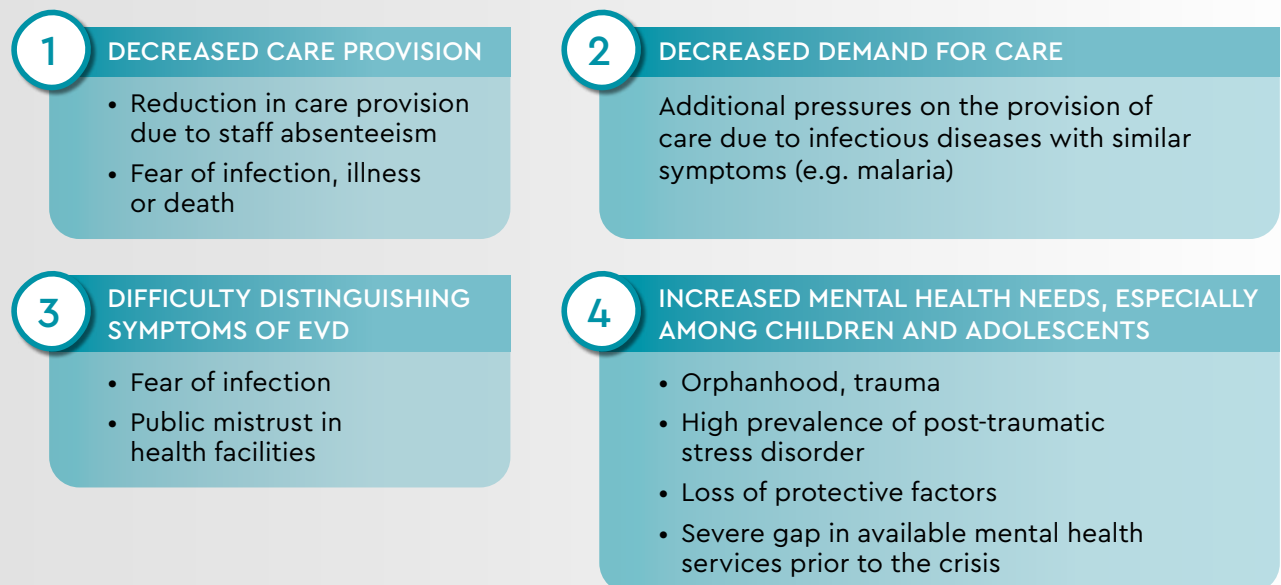 1
DECREASED CARE PROVISION
• Reduction in care provision
due to staff absenteeism
• Fear of infection, illness
or death
2
DECREASED DEMAND FOR CARE
Additional pressures on the provision of
care due to infectious diseases with similar
symptoms (e.g. malaria)
3
DIFFICULTY DISTINGUISHING
SYMPTOMS OF EVD
• Fear of infection
• Public mistrust in
health facilities
4
INCREASED MENTAL HEALTH NEEDS, ESPECIALLY
AMONG CHILDREN AND ADOLESCENTS
• Orphanhood, trauma
• High prevalence of post-traumatic
stress disorder
• Loss of protective factors
• Severe gap in available mental health
services prior to the crisis